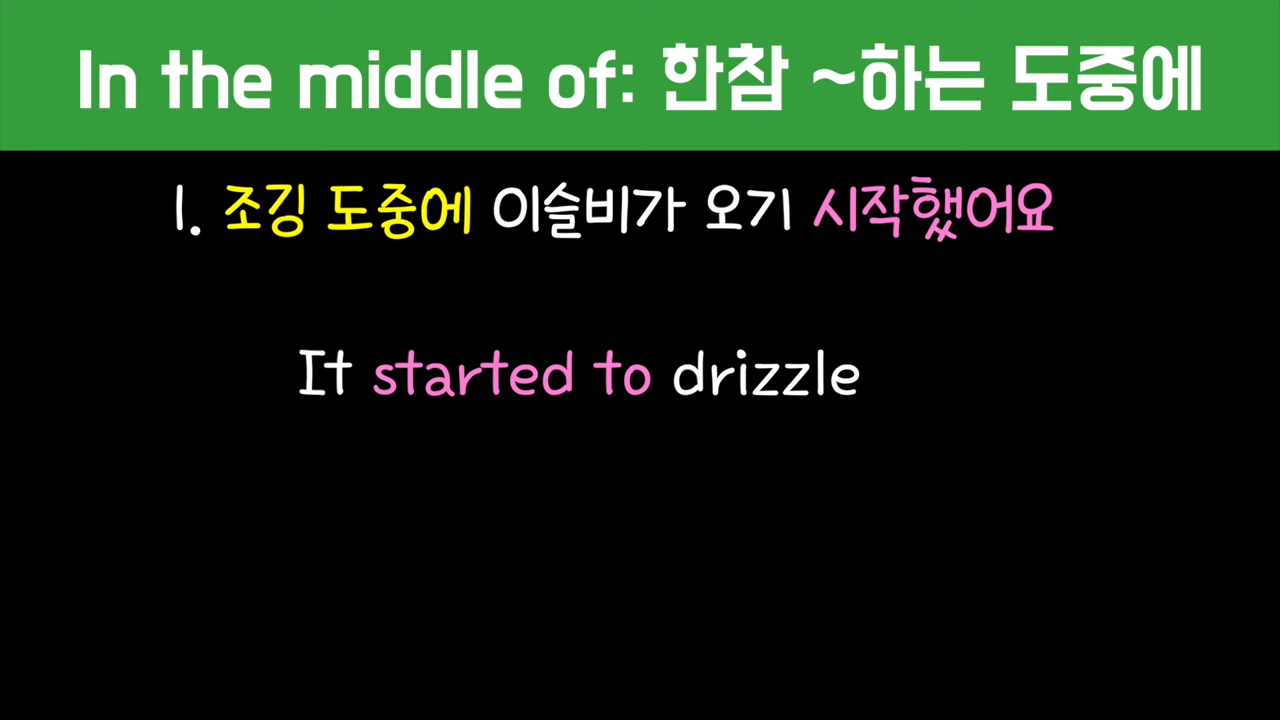 In the middle of: 한참 ~하는 도중에
1. 조깅 도중에 이슬비가 오기 시작했어요
It started to drizzle